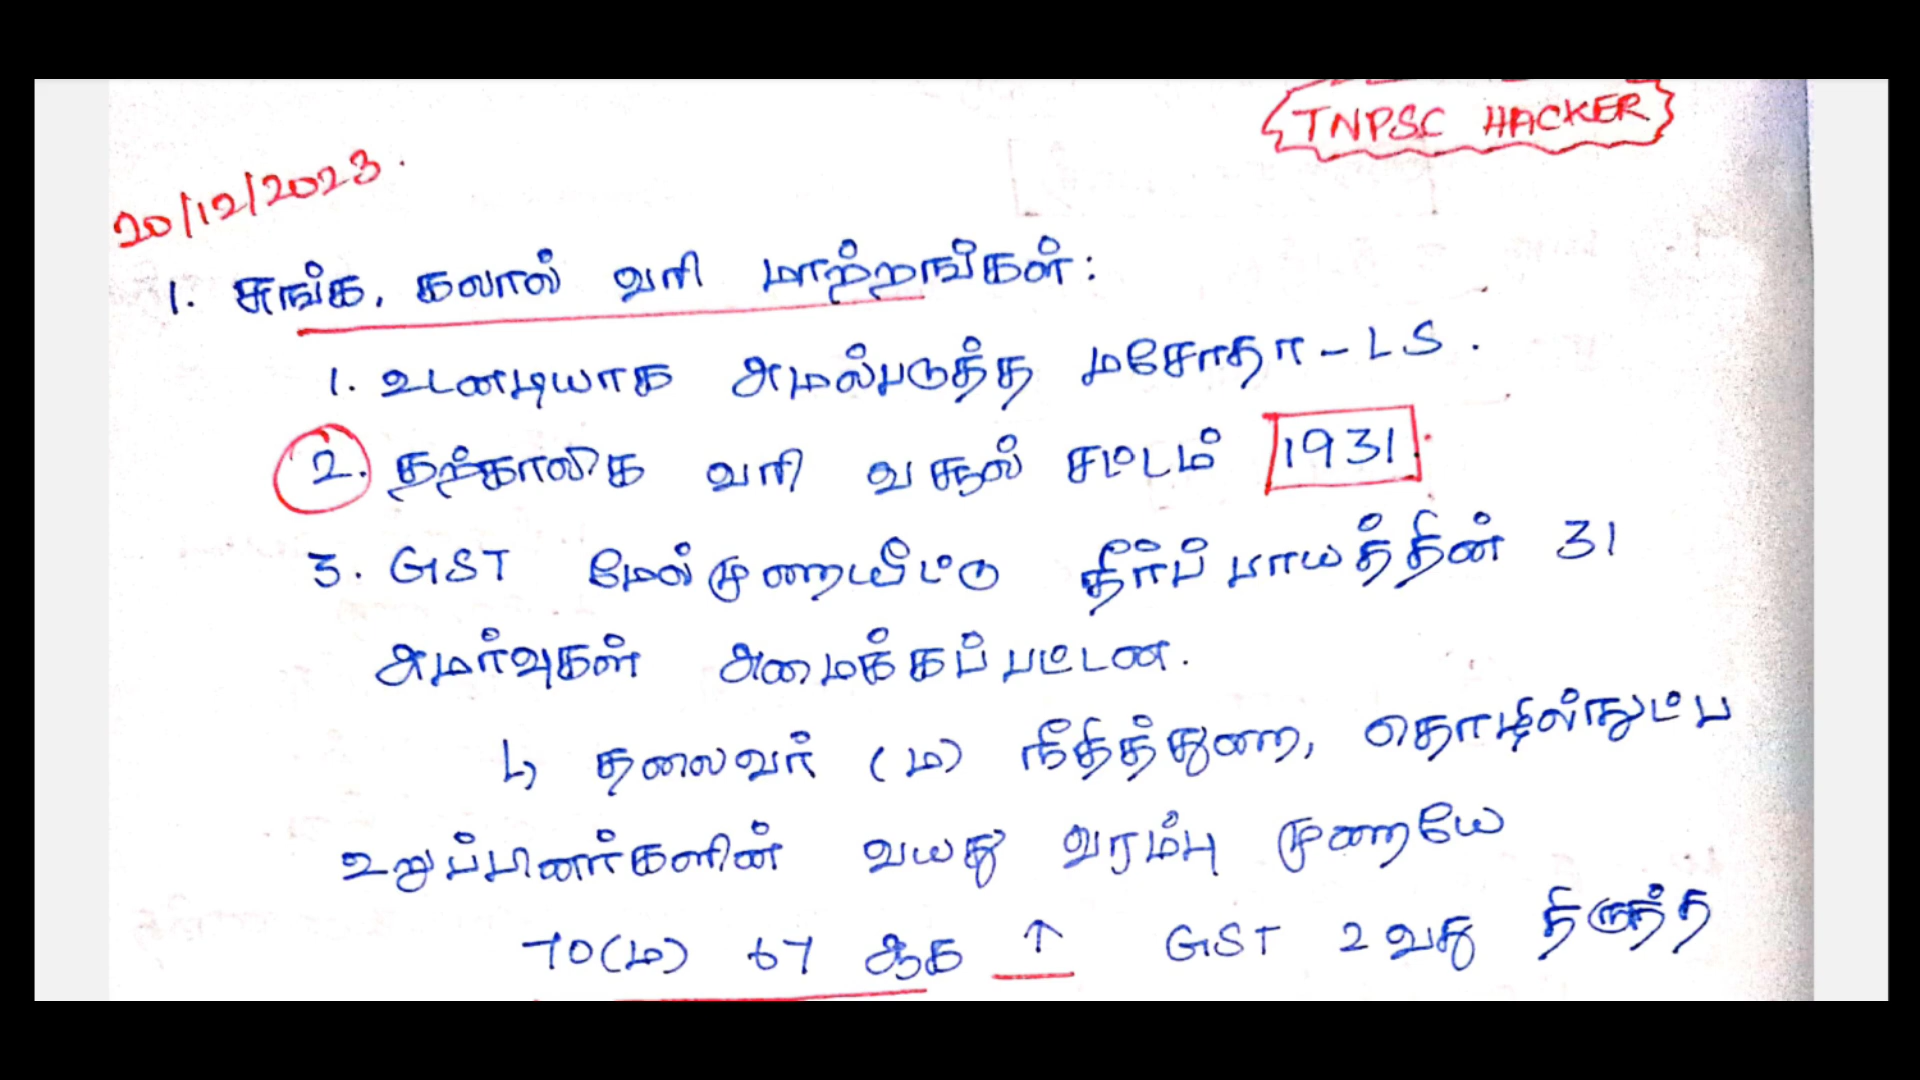 TNPSC HACKER
20/12/2023.
1. சுங்க, கலால் வரி மாற்றங்கள்:
1. உடனடியாக அமல்படுத்த மசோதா - LS.
2. தற்காலிக வரி வசூல் சட்டம் 1931.
3. GST மேல்முறையீட்டு தீர்ப்பாயத்தின் 31
அமர்வுகள் அமைக்கப்பட்டன.
↳ தலைவர் (ம) நீதித்துறை, தொழில்நுட்ப
உறுப்பினர்களின் வயது வரம்பு முறையே
70(ம) 67 ஆக ↑ GST 2வது திருத்த